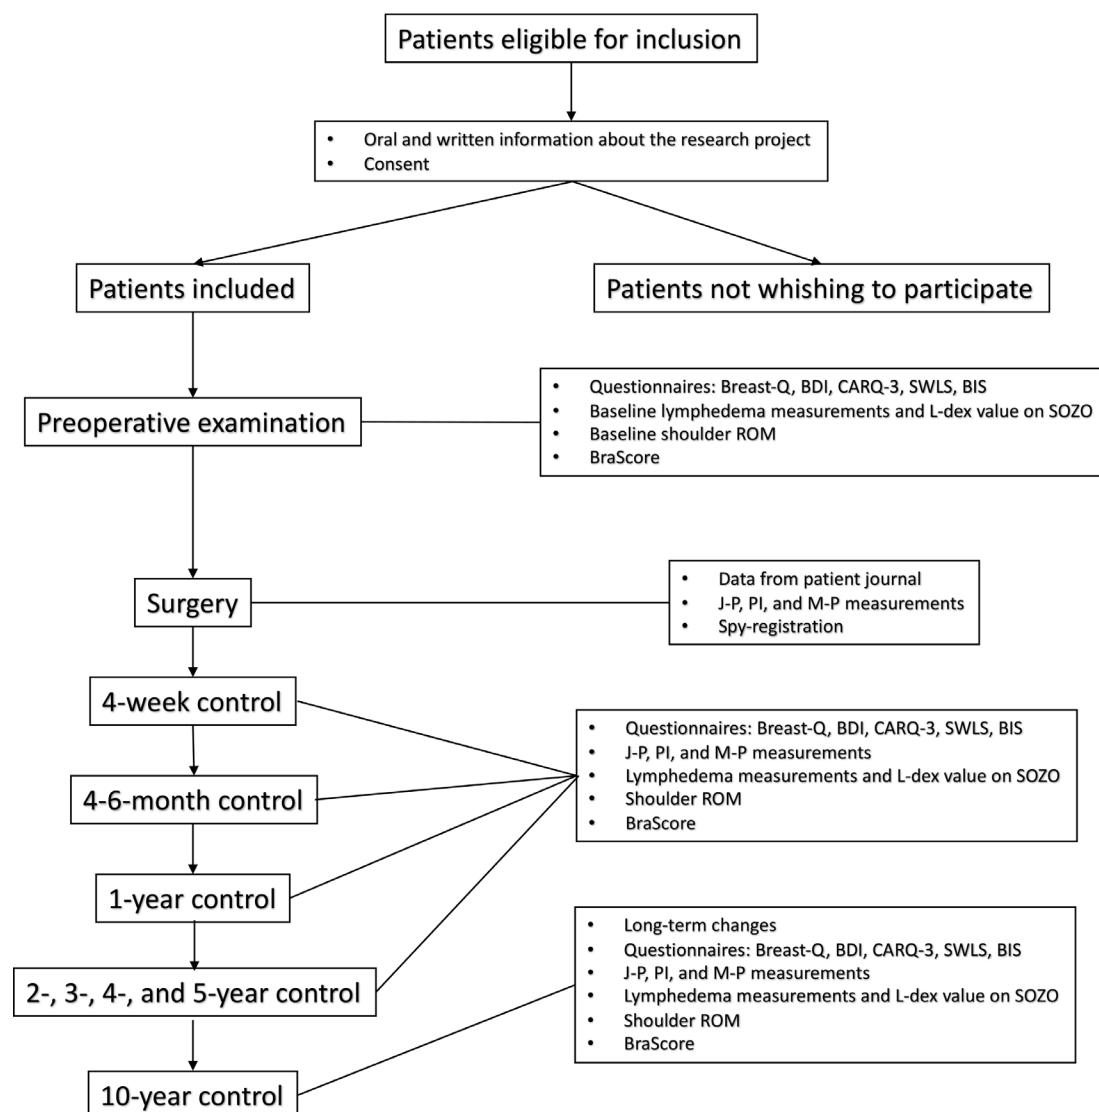 Patients eligible for inclusion
• Oral and written information about the research project
• Consent
Patients included
Patients not whishing to participate
Preoperative examination
• Questionnaires: Breast-Q, BDI, CARQ-3, SWLS, BIS
• Baseline lymphedema measurements and L-dex value on SOZO
• Baseline shoulder ROM
• BraScore
Surgery
• Data from patient journal
• J-P, PI, and M-P measurements
• Spy-registration
4-week control
4-6-month control
1-year control
2-, 3-, 4-, and 5-year control
• Questionnaires: Breast-Q, BDI, CARQ-3, SWLS, BIS
• J-P, PI, and M-P measurements
• Lymphedema measurements and L-dex value on SOZO
• Shoulder ROM
• BraScore
10-year control
• Long-term changes
• Questionnaires: Breast-Q, BDI, CARQ-3, SWLS, BIS
• J-P, PI, and M-P measurements
• Lymphedema measurements and L-dex value on SOZO
• Shoulder ROM
• BraScore